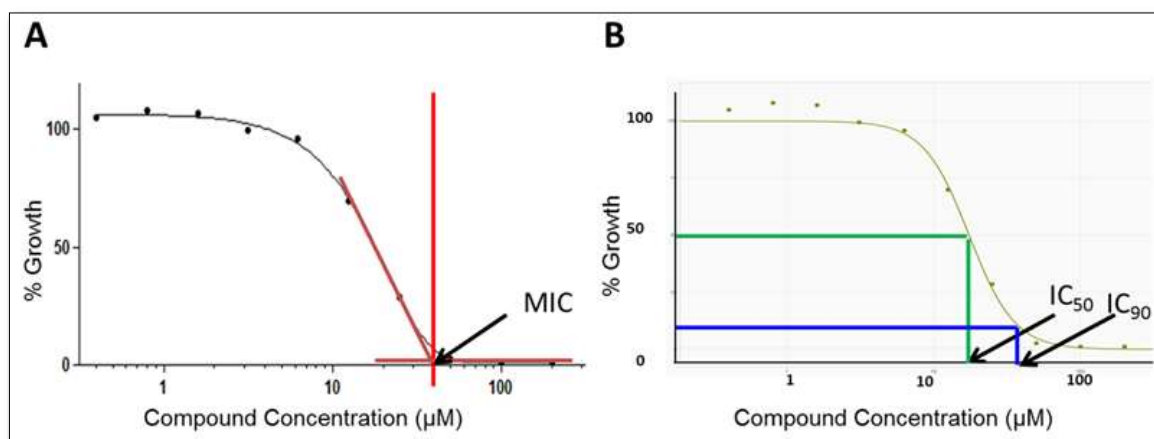 A
100
50
0
% Growth
1
10
100
Compound Concentration (µM)
MIC
B
100
50
0
% Growth
1
10
100
Compound Concentration (µM)
IC50
IC90